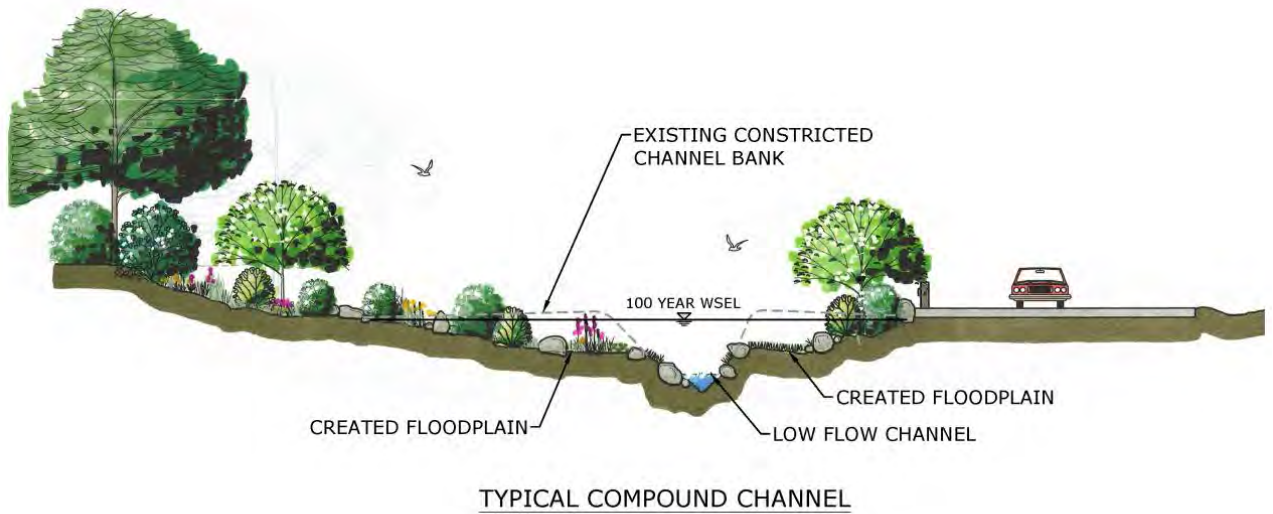 EXISTING CONSTRICTED
CHANNEL BANK
100 YEAR WSEL
CREATED FLOODPLAIN
CREATED FLOODPLAIN
LOW FLOW CHANNEL
TYPICAL COMPOUND CHANNEL